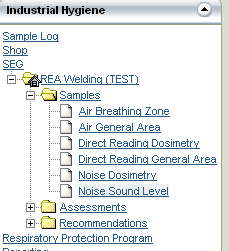 Industrial Hygiene
Sample Log
Shop
SEG
REA Welding (TEST)
Samples
Air Breathing Zone
Air General Area
Direct Reading Dosimetry
Direct Reading General Area
Noise Dosimetry
Noise Sound Level
Assessments
Recommendations
Respiratory Protection Program
Reporting